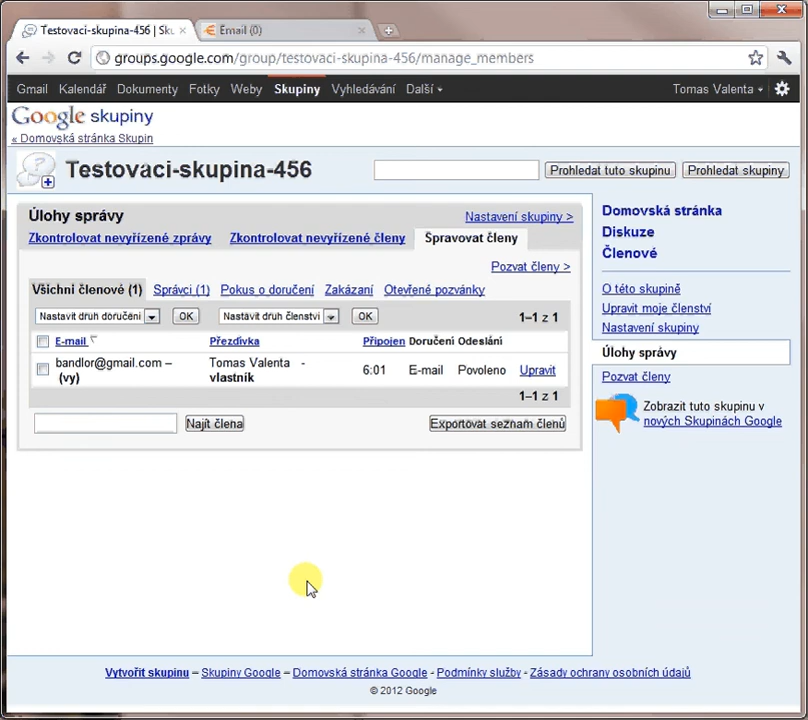 Testovaci-skupina-456 | Sku
Email (0)
groups.google.com/group/testovaci-skupina-456/manage_members
Gmail Kalendář Dokumenty Fotky Weby Skupiny Vyhledávání Další Tomas Valenta
Google skupiny
« Domovská stránka Skupin
Testovaci-skupina-456
Prohledat tuto skupinu Prohledat skupiny
Úlohy správy
Nastavení skupiny >
Zkontrolovat nevyřízené zprávy Zkontrolovat nevyřízené členy Spravovat členy
Pozvat členy >
Všichni členové (1) Správci (1) Pokus o doručení Zakázaní Otevřené pozvánky
Nastavit druh doručení OK Nastavit druh členství OK 1–1 z 1
E-mail Přezdívka Připojen Doručení Odeslání
bandlor@gmail.com – (vy) Tomas Valenta - vlastník 6:01 E-mail Povoleno Upravit
1–1 z 1
Najít člena Exportovat seznam členů
Domovská stránka
Diskuze
Členové
O této skupině
Upravit moje členství
Nastavení skupiny
Úlohy správy
Pozvat členy
Zobrazit tuto skupinu v
nových Skupinách Google
Vytvořit skupinu – Skupiny Google – Domovská stránka Google - Podmínky služby - Zásady ochrany osobních údajů
© 2012 Google